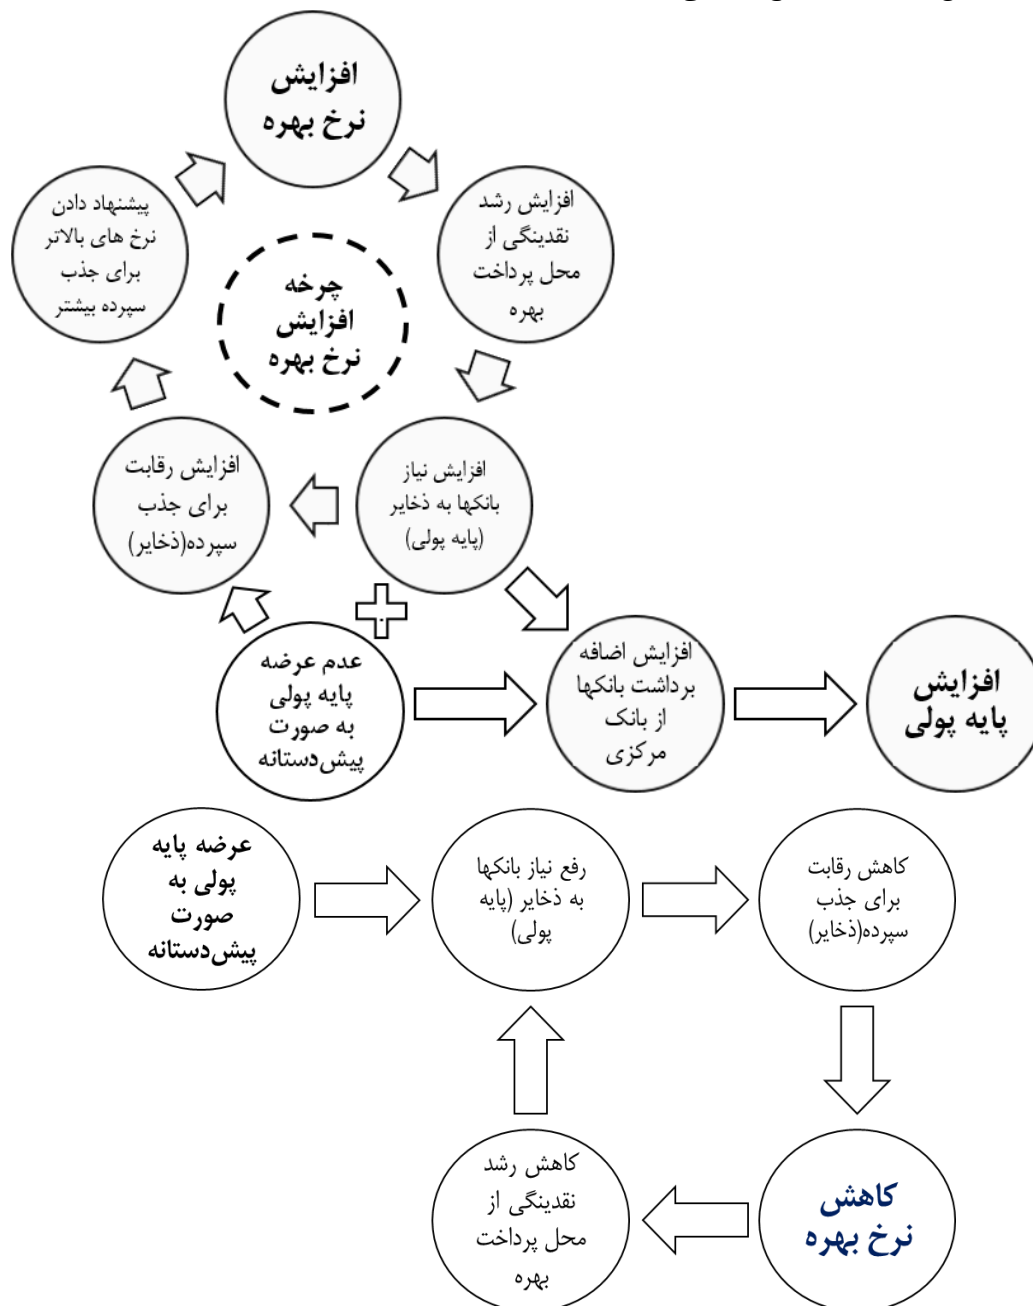 افزایش
نرخ بهره
افزایش رشد
نقدینگی از
محل پرداخت
بهره
پیشنهاد دادن
نرخ های بالاتر
برای جذب
سپرده بیشتر
چرخه
افزایش
نرخ بهره
افزایش نیاز
بانکها به ذخایر
(پایه پولی)
افزایش رقابت
برای جذب
سپرده(ذخایر)
عدم عرضه
پایه پولی
به صورت
پیش‌دستانه
افزایش اضافه
برداشت بانکها
از بانک
مرکزی
افزایش
پایه پولی
عرضه پایه
پولی به
صورت
پیش‌دستانه
رفع نیاز بانکها
به ذخایر (پایه
پولی)
کاهش رقابت
برای جذب
سپرده(ذخایر)
کاهش
نرخ بهره
کاهش رشد
نقدینگی از
محل پرداخت
بهره